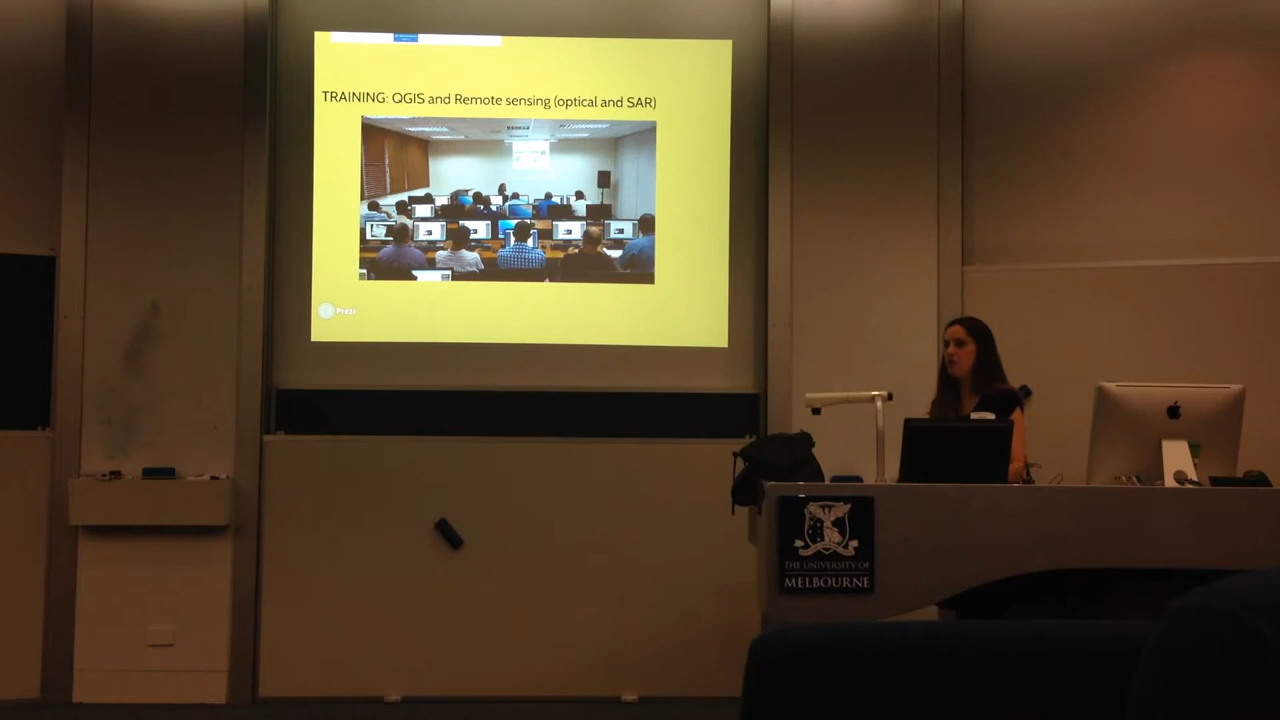 TRAINING: QGIS and Remote sensing (optical and SAR)
Prezi
THE UNIVERSITY OF
MELBOURNE